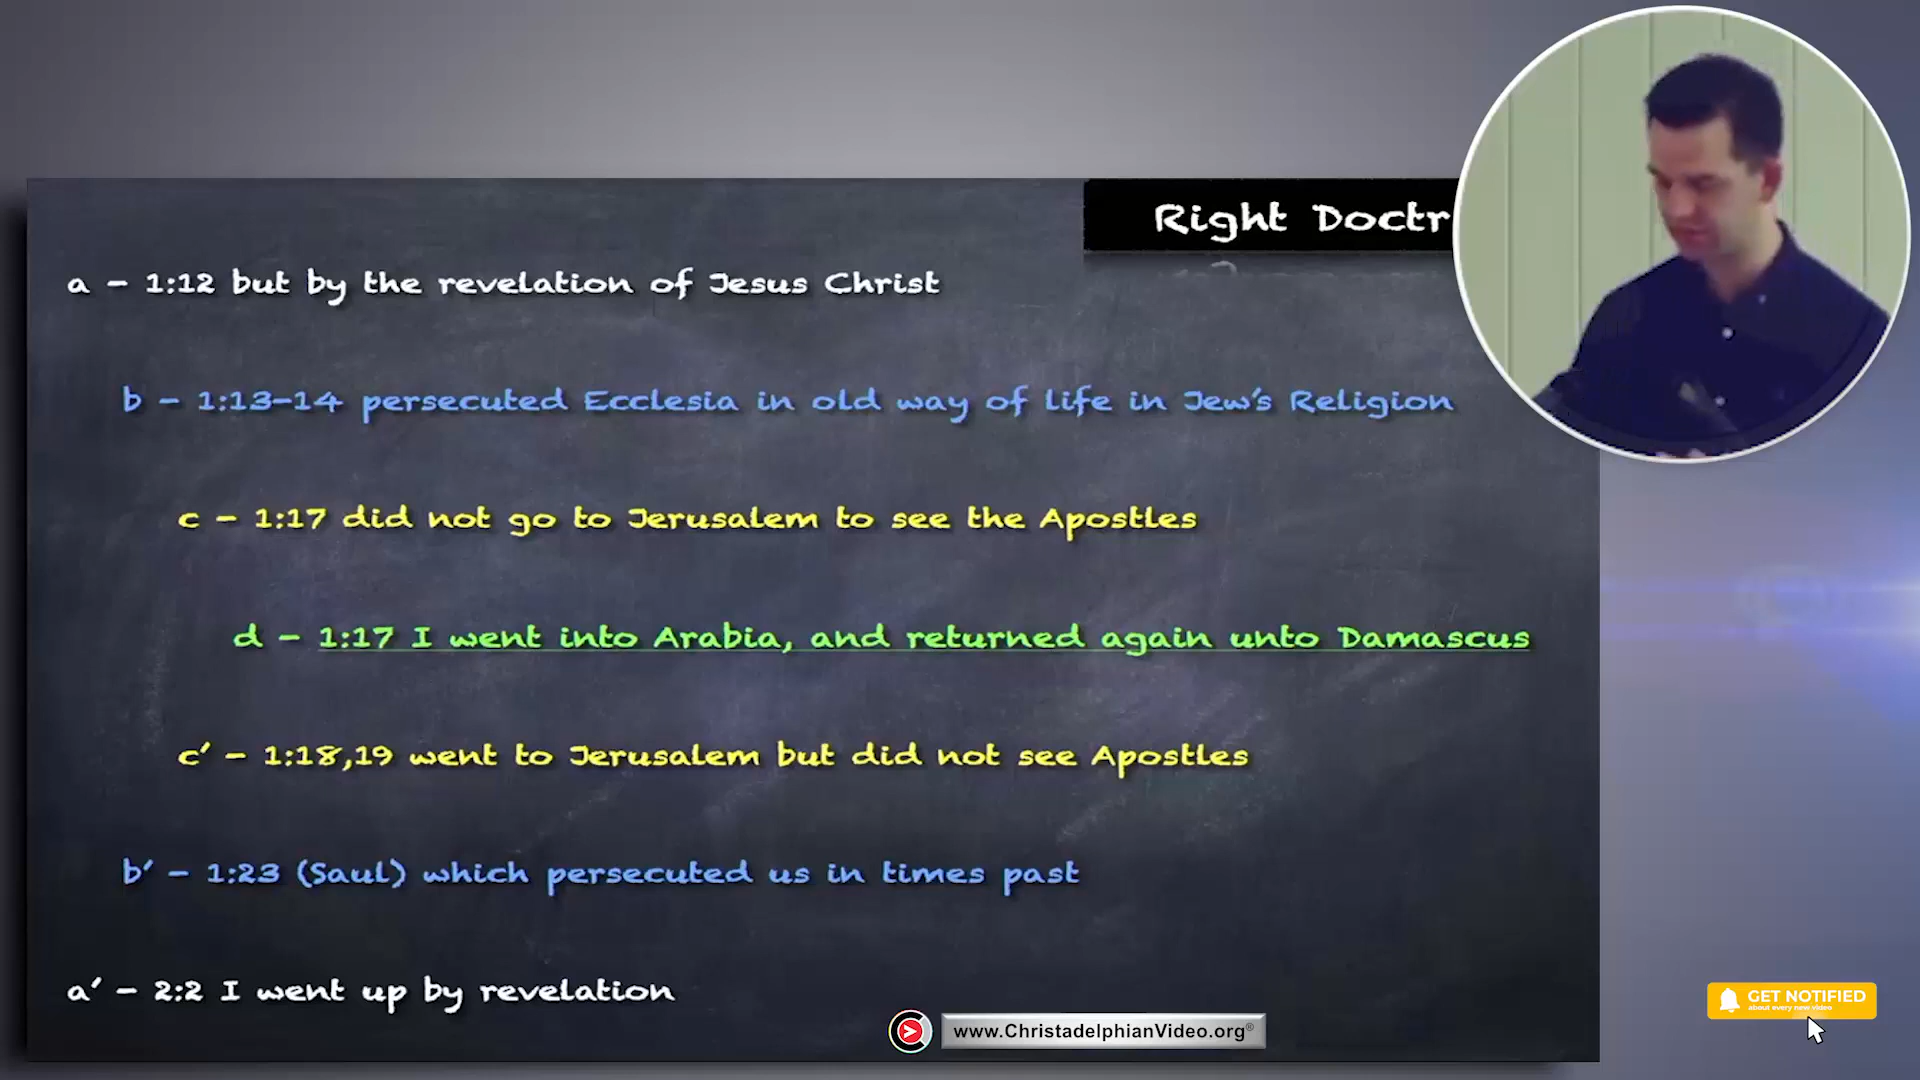 Right Doctr
a - 1:12 but by the revelation of Jesus Christ
b - 1:13-14 persecuted Ecclesia in old way of life in Jew's Religion
c - 1:17 did not go to Jerusalem to see the Apostles
d - 1:17 I went into Arabia, and returned again unto Damascus
c' - 1:18,19 went to Jerusalem but did not see Apostles
b' - 1:23 (Saul) which persecuted us in times past
a' - 2:2 I went up by revelation
www.ChristadelphianVideo.org®
GET NOTIFIED
about every new video